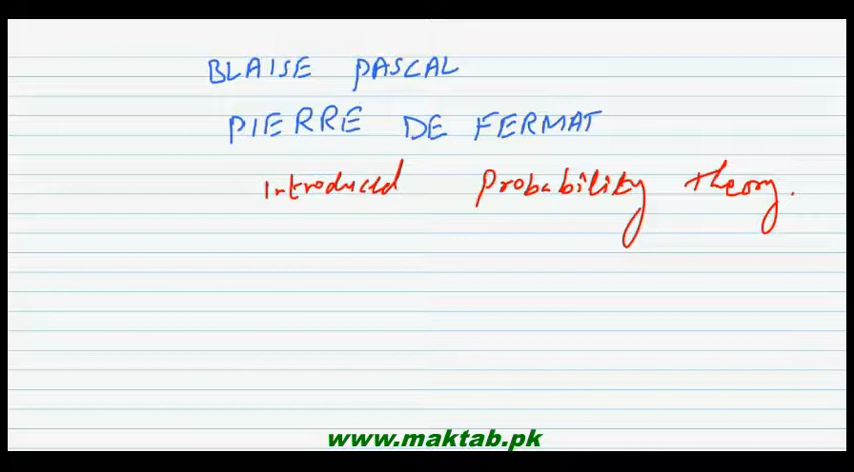 BLAISE PASCAL
PIERRE DE FERMAT
Introduced Probability theory.
www.maktab.pk